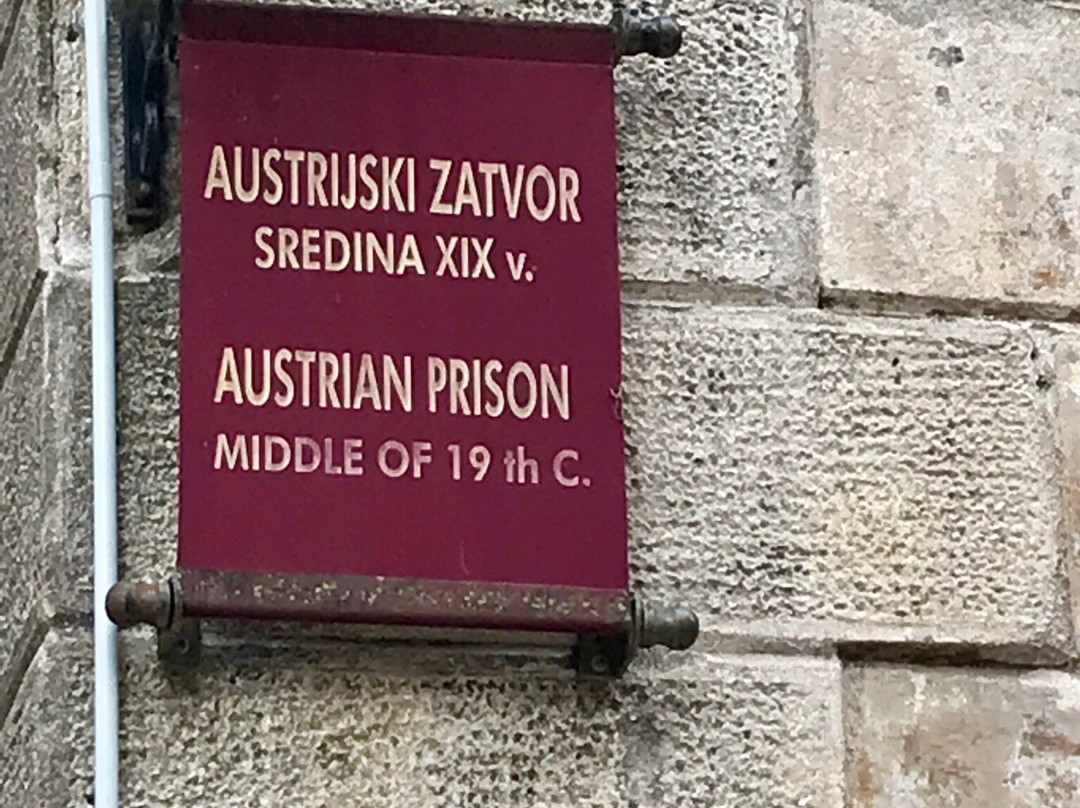 AUSTRIJSKI ZATVOR
SREDINA XIX v.
AUSTRIAN PRISON
MIDDLE OF 19 th C.